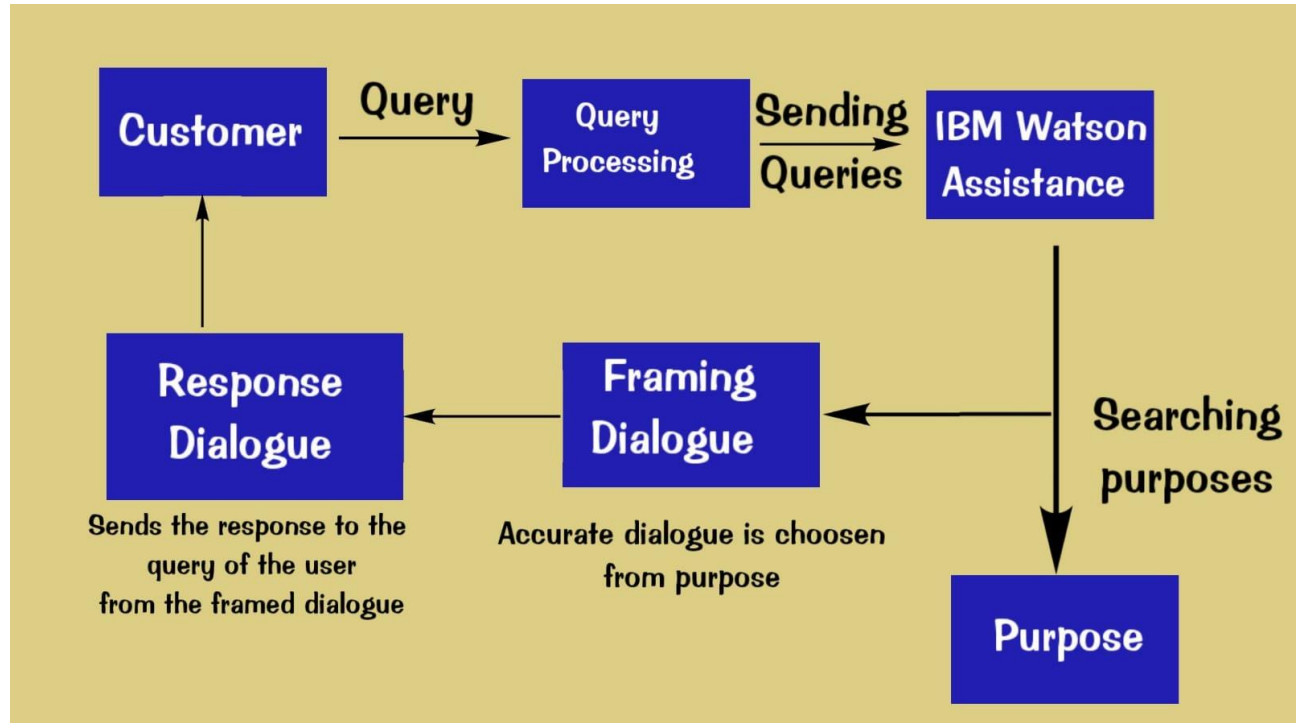 Customer
Query
Query
Processing
Sending
Queries
IBM Watson
Assistance
Response
Dialogue
Framing
Dialogue
Searching
purposes
Sends the response to the
query of the user
from the framed dialogue
Accurate dialogue is choosen
from purpose
Purpose